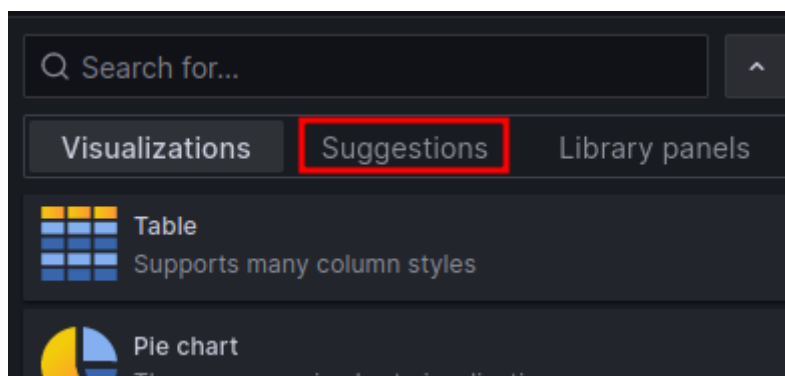 Search for...
Visualizations Suggestions Library panels
Table
Supports many column styles
Pie chart